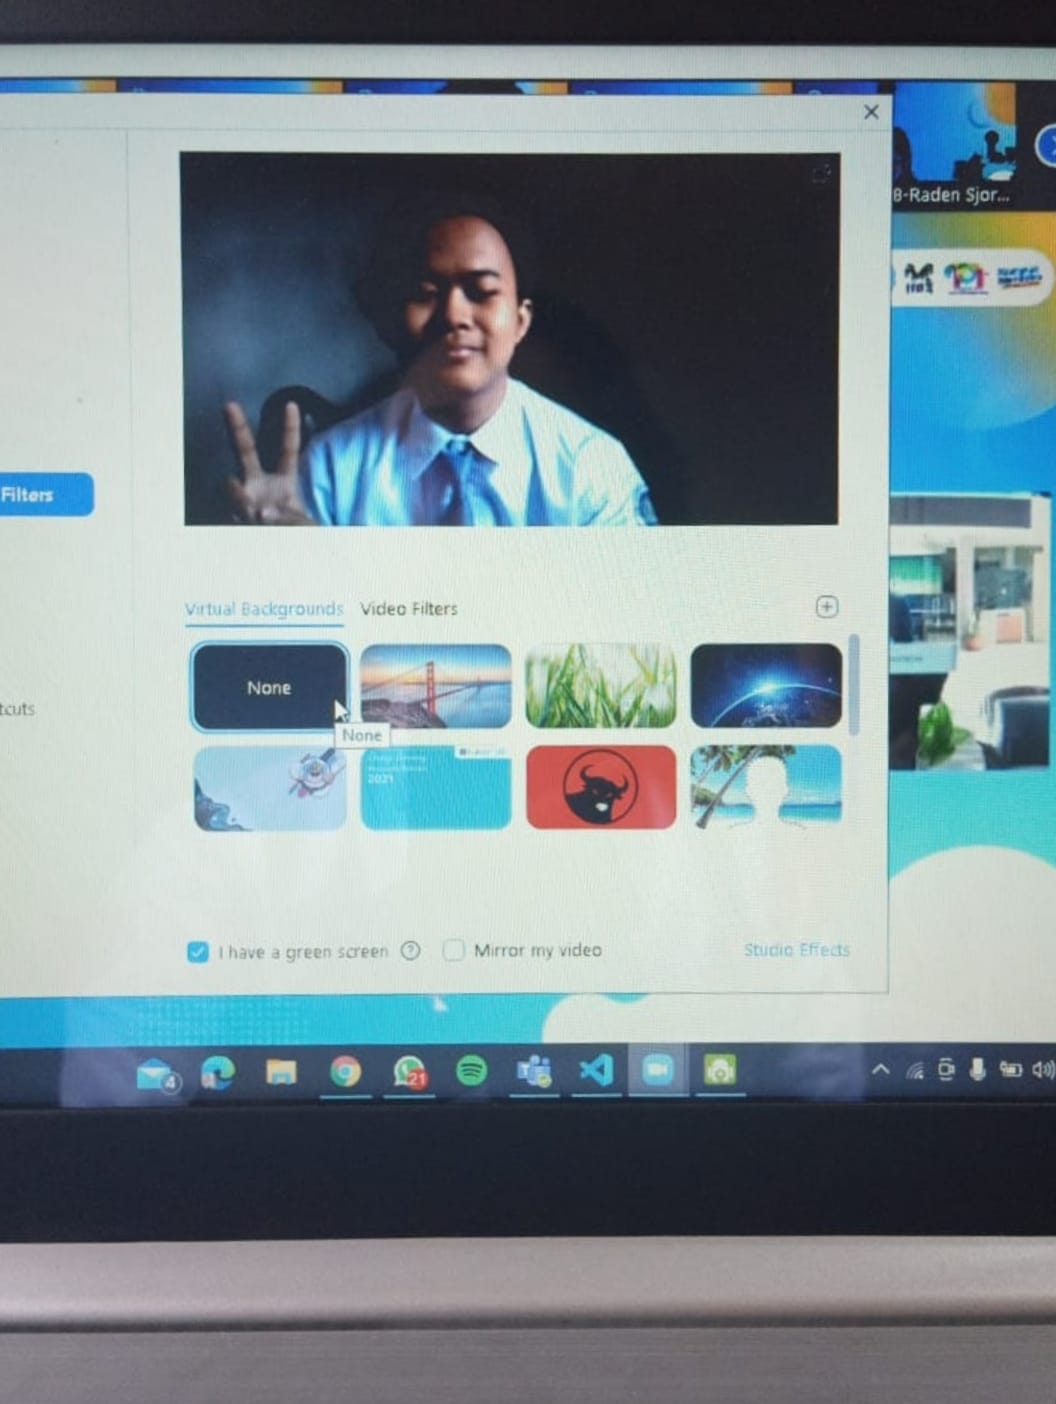 8-Raden Sjor...
Filters
Virtual Backgrounds
Video Filters
None
None
tcuts
2021
I have a green screen
Mirror my video
Studio Effects
4
21